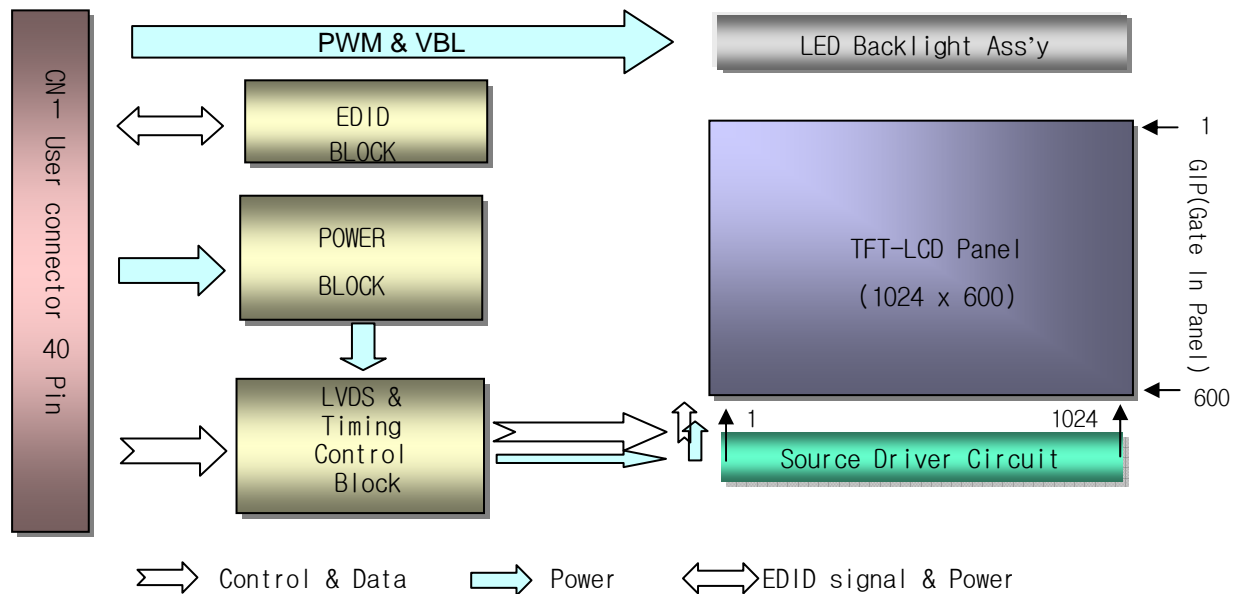 CN-1 User connector 40 Pin
PWM & VBL
LED Backlight Ass'y
EDID
BLOCK
POWER
BLOCK
LVDS &
Timing
Control
Block
TFT-LCD Panel
(1024 x 600)
1
GIP(Gate In Panel)
600
1
1024
Source Driver Circuit
Control & Data
Power
EDID signal & Power